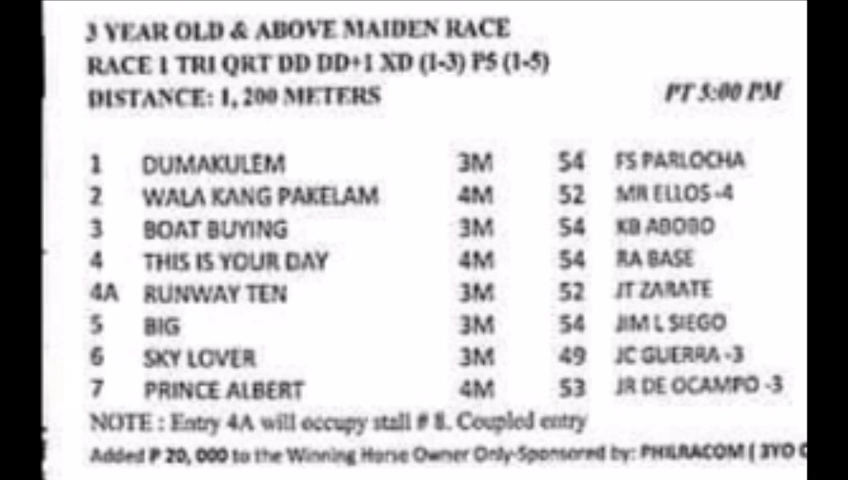 3 YEAR OLD & ABOVE MAIDEN RACE
RACE 1 TRI QRT DD DD+1 XD (1-3) P5 (1-5)
DISTANCE: 1, 200 METERS PT 5:00 PM
1 DUMAKULEM 3M 54 FS PARLOCHA
2 WALA KANG PAKELAM 4M 52 MR ELLOS -4
3 BOAT BUYING 3M 54 KB ABOBO
4 THIS IS YOUR DAY 4M 54 RA BASE
4A RUNWAY TEN 3M 52 JT ZARATE
5 BIG 3M 54 JIM L SIEGO
6 SKY LOVER 3M 49 JC GUERRA -3
7 PRINCE ALBERT 4M 53 JR DE OCAMPO -3
NOTE : Entry 4A will occupy stall # 8. Coupled entry
Added P 20, 000 to the Winning Horse Owner Only-Sponsored by: PHILRACOM ( 3YO